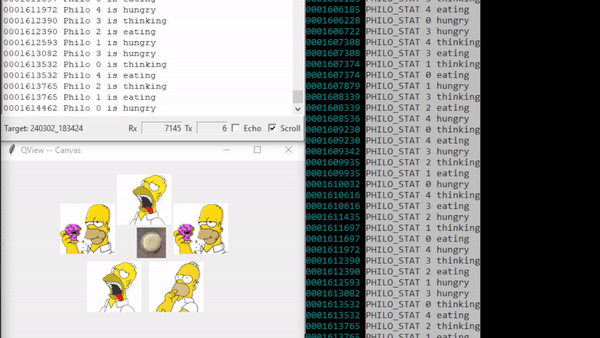 0001611972 Philo 4 is hungry
0001612390 Philo 3 is thinking
0001612390 Philo 2 is eating
0001612593 Philo 1 is hungry
0001613082 Philo 3 is hungry
0001613532 Philo 0 is thinking
0001613532 Philo 4 is eating
0001613765 Philo 2 is thinking
0001613765 Philo 1 is eating
0001614462 Philo 0 is hungry
Target: 240302_183424 Rx 7145 Tx 6 Echo Scroll
QView -- Canvas
0001606185 PHILO_STAT 4 eating
0001606228 PHILO_STAT 0 hungry
0001606722 PHILO_STAT 3 hungry
0001607308 PHILO_STAT 4 thinking
0001607308 PHILO_STAT 3 eating
0001607374 PHILO_STAT 1 thinking
0001607374 PHILO_STAT 0 eating
0001607879 PHILO_STAT 1 hungry
0001608339 PHILO_STAT 3 thinking
0001608339 PHILO_STAT 2 eating
0001608536 PHILO_STAT 4 hungry
0001609230 PHILO_STAT 0 thinking
0001609230 PHILO_STAT 4 eating
0001609342 PHILO_STAT 3 hungry
0001609935 PHILO_STAT 2 thinking
0001609935 PHILO_STAT 1 eating
0001610032 PHILO_STAT 0 hungry
0001610616 PHILO_STAT 4 thinking
0001610616 PHILO_STAT 3 eating
0001611435 PHILO_STAT 2 hungry
0001611697 PHILO_STAT 1 thinking
0001611697 PHILO_STAT 0 eating
0001611972 PHILO_STAT 4 hungry
0001612390 PHILO_STAT 3 thinking
0001612390 PHILO_STAT 2 eating
0001612593 PHILO_STAT 1 hungry
0001613082 PHILO_STAT 3 hungry
0001613532 PHILO_STAT 0 thinking
0001613532 PHILO_STAT 4 eating
0001613765 PHILO_STAT 2 thinking